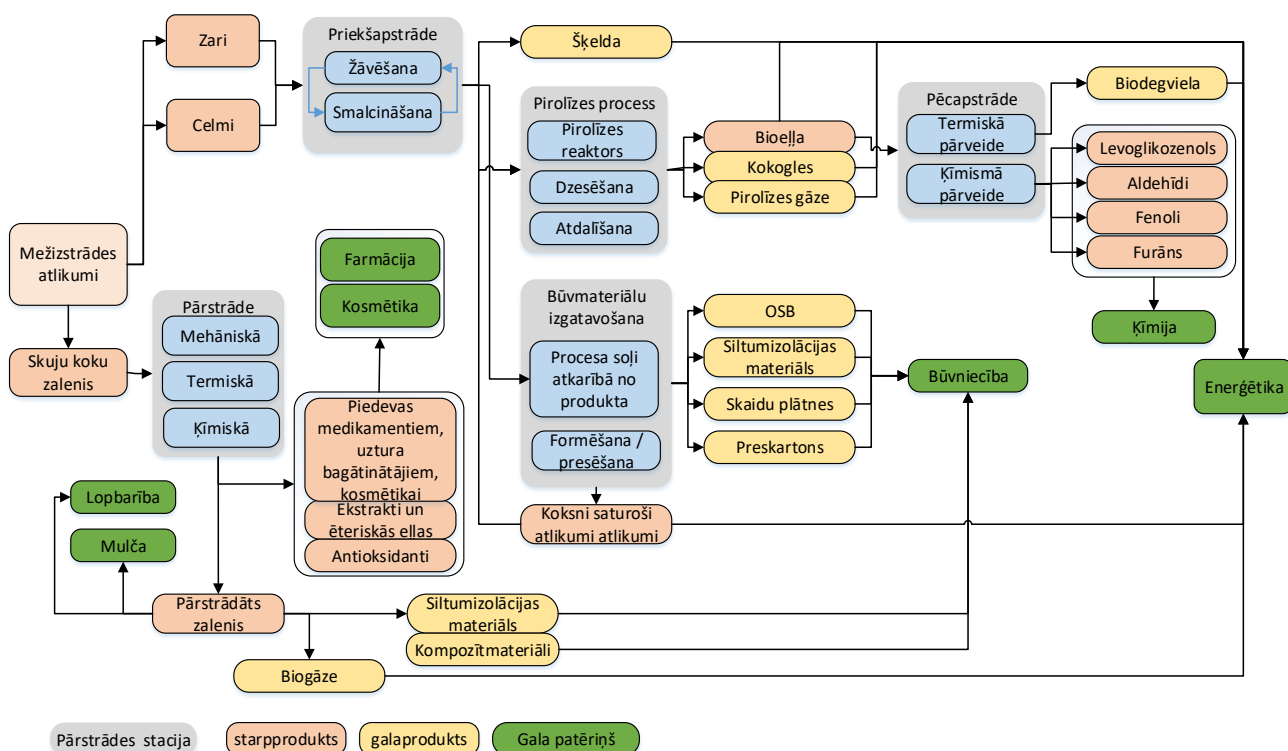 Zari
Celmi
Mežizstrādes
atlikumi
Skuju koku
zalenis
Priekšapstrāde
Žāvēšana
Smalcināšana
Pārstrāde
Mehāniskā
Termiskā
Ķīmiskā
Farmācija
Kosmētika
Piedevas
medikamentiem,
uztura
bagātinātājiem,
kosmētikai
Ekstrakti un
ēteriskās ellas
Antioksidanti
Lopbarība
Mulča
Pārstrādāts
zalenis
Biogāze
Siltumizolācijas
materiāls
Kompozītmateriāli
Šķelda
Pirolīzes process
Pirolīzes
reaktors
Dzesēšana
Atdalīšana
Bioeļļa
Kokogles
Pirolīzes gāze
Būvmateriālu
izgatavošana
Procesa soļi
atkarībā no
produkta
Formēšana /
presēšana
Koksni saturoši
atlikumi atlikumi
OSB
Siltumizolācijas
materiāls
Skaidu plātnes
Preskartons
Būvniecība
Pēcapstrāde
Termiskā
pārveide
Ķīmismā
pārveide
Biodegviela
Levoglikozenols
Aldehīdi
Fenoli
Furāns
Ķīmija
Enerģētika
Pārstrādes stacija
starpprodukts
galaprodukts
Gala patēriņš